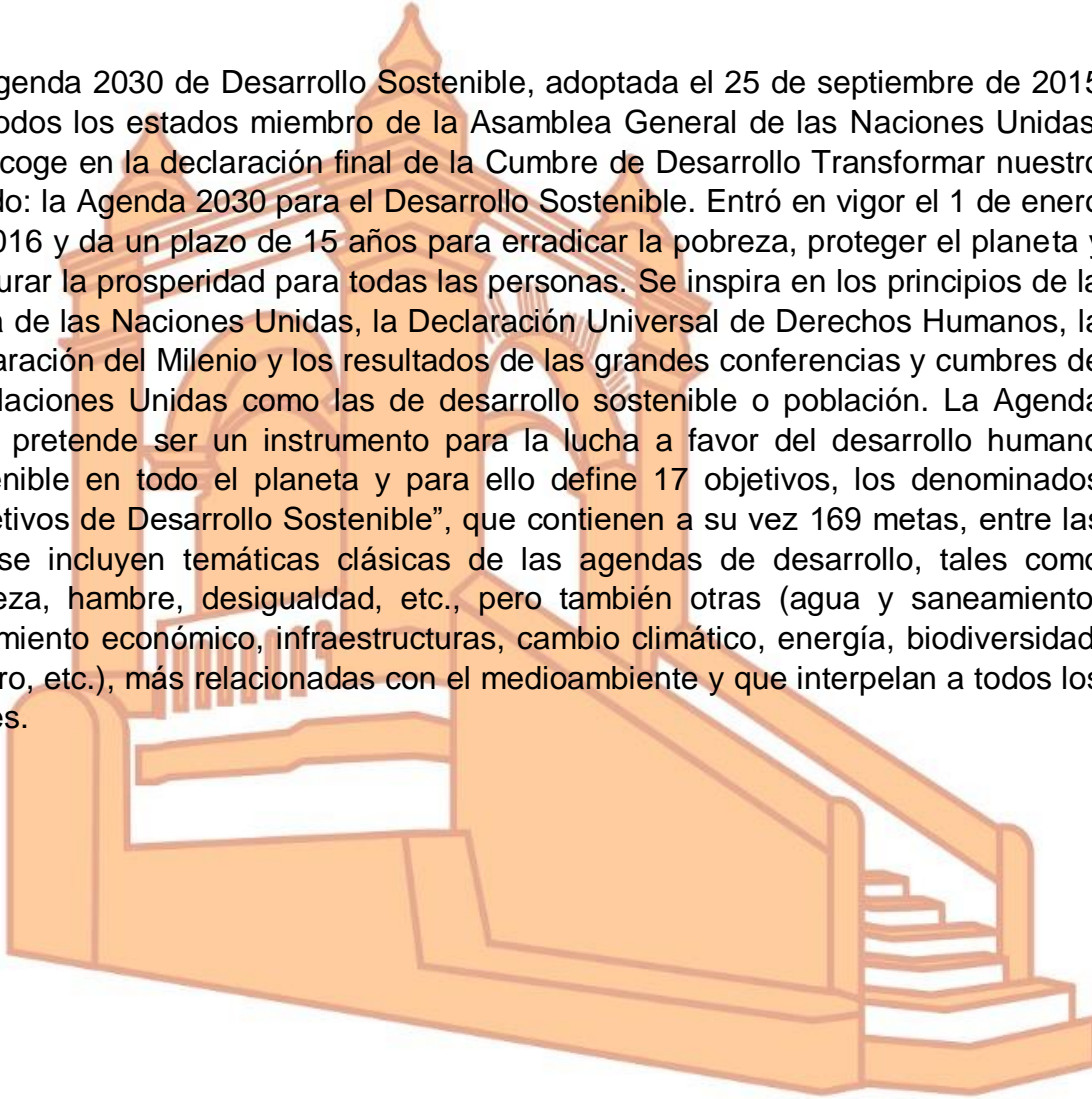 genda 2030 de Desarrollo Sostenible, adoptada el 25 de septiembre de 2015
odos los estados miembro de la Asamblea General de las Naciones Unidas
coge en la declaración final de la Cumbre de Desarrollo Transformar nuestro
do: la Agenda 2030 para el Desarrollo Sostenible. Entró en vigor el 1 de enero
016 y da un plazo de 15 años para erradicar la pobreza, proteger el planeta y
urar la prosperidad para todas las personas. Se inspira en los principios de la
a de las Naciones Unidas, la Declaración Universal de Derechos Humanos, la
aración del Milenio y los resultados de las grandes conferencias y cumbres de
Naciones Unidas como las de desarrollo sostenible o población. La Agenda
pretende ser un instrumento para la lucha a favor del desarrollo humano
enible en todo el planeta y para ello define 17 objetivos, los denominados
etivos de Desarrollo Sostenible”, que contienen a su vez 169 metas, entre las
se incluyen temáticas clásicas de las agendas de desarrollo, tales como
eza, hambre, desigualdad, etc., pero también otras (agua y saneamiento,
miento económico, infraestructuras, cambio climático, energía, biodiversidad,
ro, etc.), más relacionadas con el medioambiente y que interpelan a todos los
es.